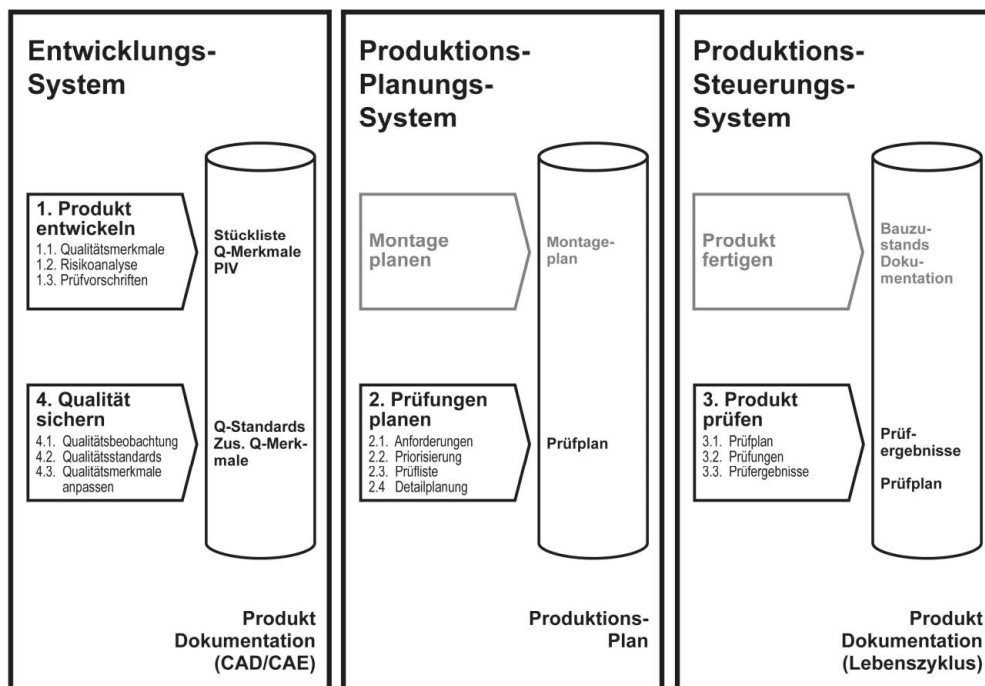 Entwicklungs-
System
1. Produkt
entwickeln
1.1. Qualitätsmerkmale
1.2. Risikoanalyse
1.3. Prüfvorschriften
Stückliste
Q-Merkmale
PIV
4. Qualität
sichern
4.1. Qualitätsbeobachtung
4.2. Qualitätsstandards
4.3. Qualitätsmerkmale
anpassen
Q-Standards
Zus. Q-Merk-
male
Produkt
Dokumentation
(CAD/CAE)
Produktions-
Planungs-
System
Montage
planen
Montage-
plan
2. Prüfungen
planen
2.1. Anforderungen
2.2. Priorisierung
2.3. Prüfliste
2.4 Detailplanung
Prüfplan
Produktions-
Plan
Produktions-
Steuerungs-
System
Produkt
fertigen
Bauzu-
stands
Doku-
mentation
3. Produkt
prüfen
3.1. Prüfplan
3.2. Prüfungen
3.3. Prüfergebnisse
Prüf-
ergebnisse
Prüfplan
Produkt
Dokumentation
(Lebenszyklus)